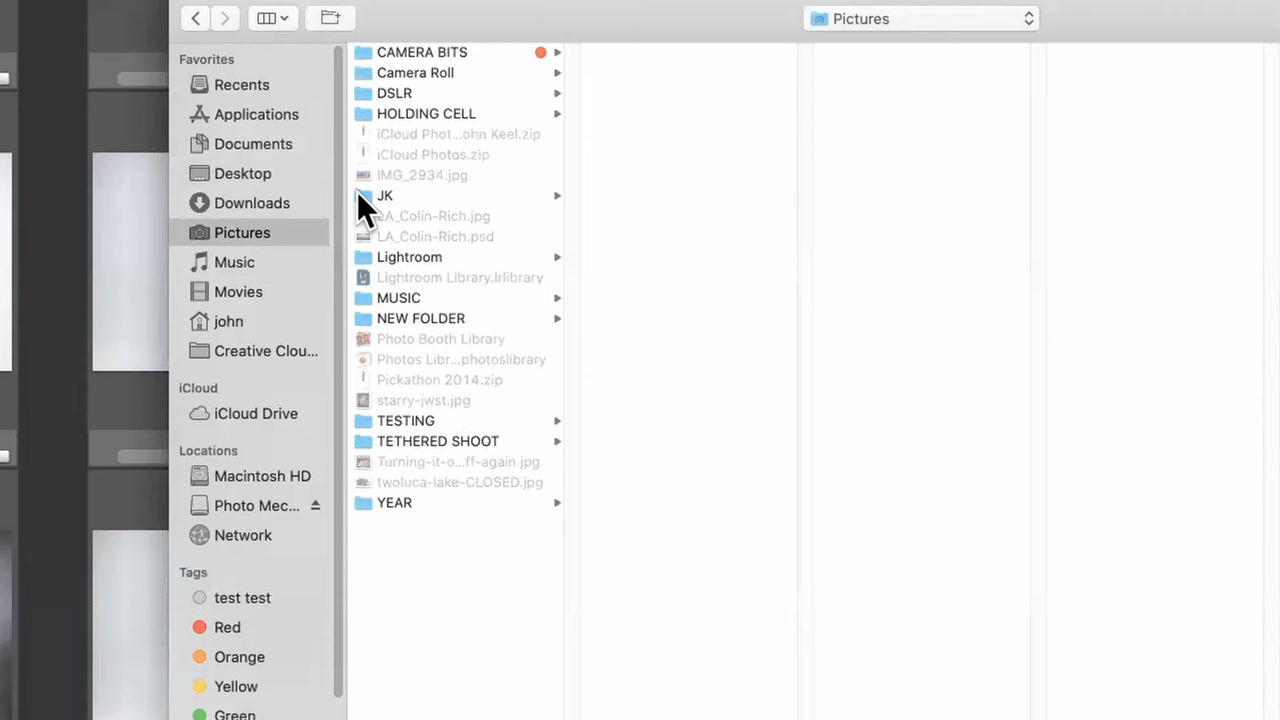 Pictures
Favorites
Recents
Applications
Documents
Desktop
Downloads
Pictures
Music
Movies
john
Creative Clou...
iCloud
iCloud Drive
Locations
Macintosh HD
Photo Mec...
Network
Tags
test test
Red
Orange
Yellow
Green
CAMERA BITS
Camera Roll
DSLR
HOLDING CELL
iCloud Phot...ohn Keel.zip
iCloud Photos.zip
IMG_2934.jpg
JK
LA_Colin-Rich.jpg
LA_Colin-Rich.psd
Lightroom
Lightroom Library.lrlibrary
MUSIC
NEW FOLDER
Photo Booth Library
Photos Libr...photoslibrary
Pickathon 2014.zip
starry-jwst.jpg
TESTING
TETHERED SHOOT
Turning-it-o...ff-again.jpg
twoluca-lake-CLOSED.jpg
YEAR